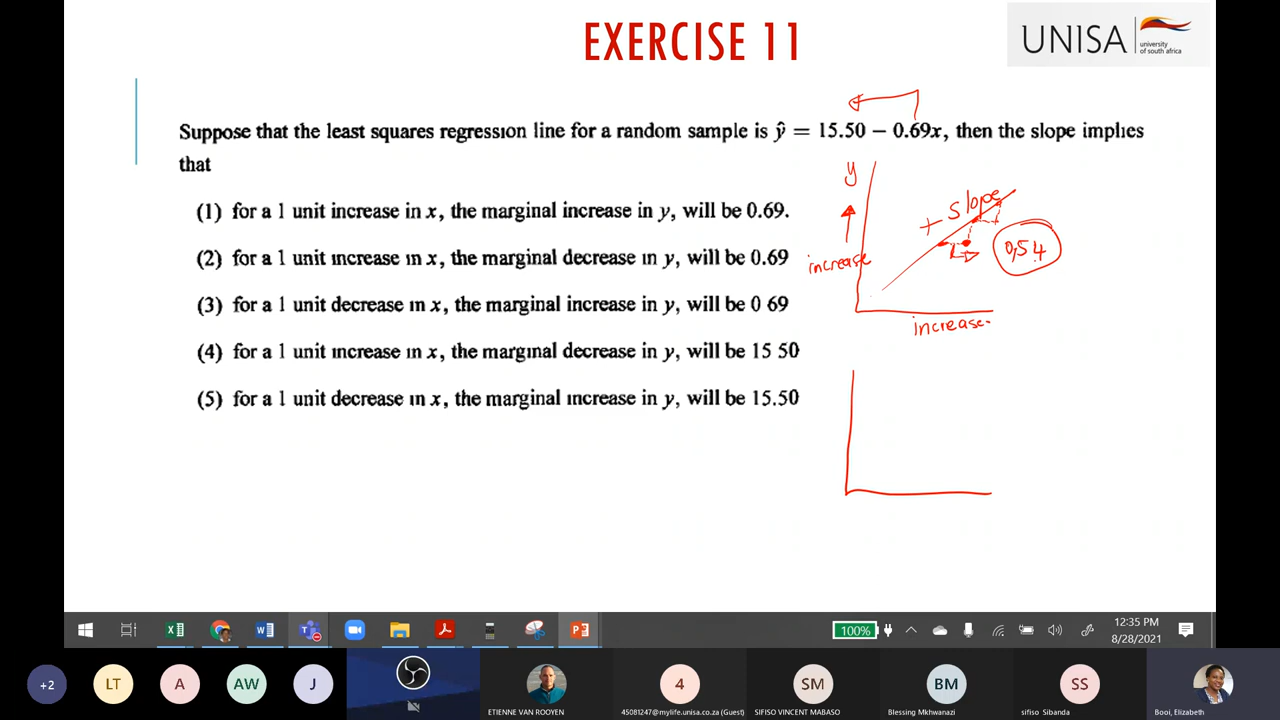 EXERCISE 11
UNISA
university
of south africa
Suppose that the least squares regression line for a random sample is ŷ = 15.50 − 0.69x, then the slope implies
that
(1) for a 1 unit increase in x, the marginal increase in y, will be 0.69.
(2) for a 1 unit increase in x, the marginal decrease in y, will be 0.69
(3) for a 1 unit decrease in x, the marginal increase in y, will be 0 69
(4) for a 1 unit increase in x, the marginal decrease in y, will be 15 50
(5) for a 1 unit decrease in x, the marginal increase in y, will be 15.50
y
+ slope
0,54
increase
increase
100%
12:35 PM
8/28/2021
+2
LT
A
AW
J
ETIENNE VAN ROOYEN
4
45081247@mylife.unisa.co.za (Guest)
SM
SIFISO VINCENT MABASO
BM
Blessing Mkhwanazi
SS
sifiso Sibanda
Booi, Elizabeth